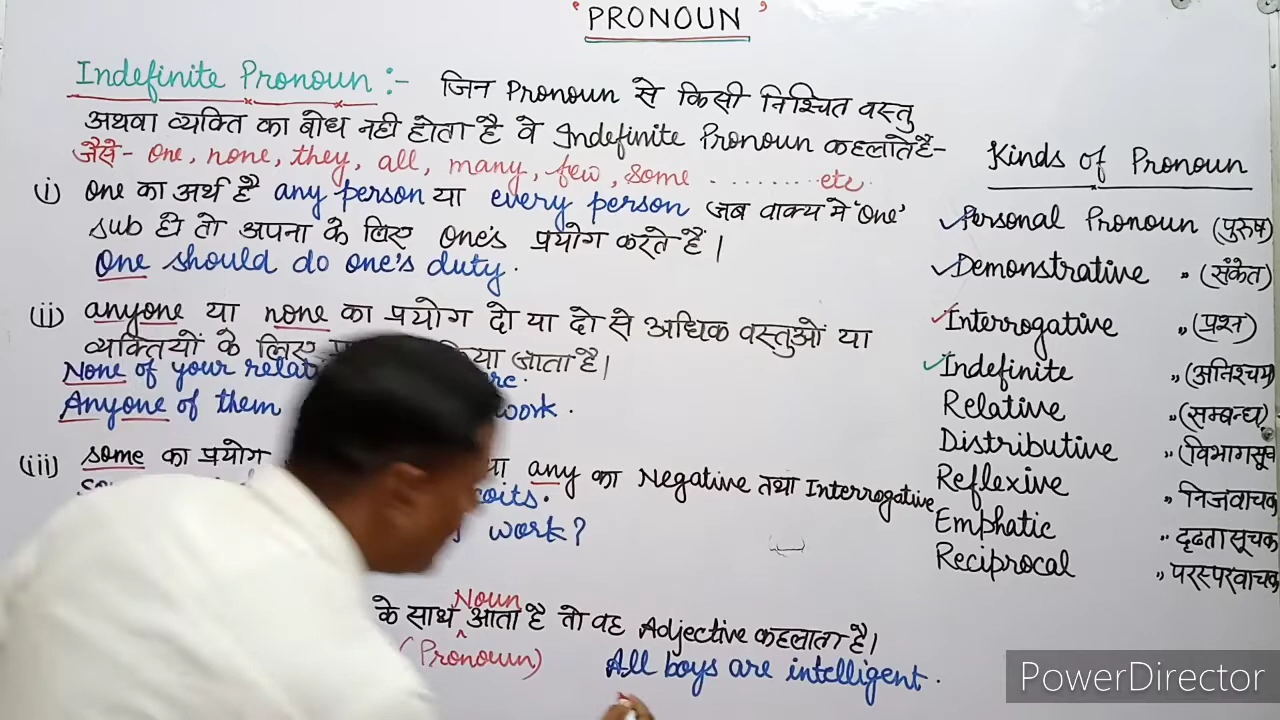 ‘PRONOUN’
Indefinite Pronoun :- जिन Pronoun से किसी निश्चित वस्तु
अथवा व्यक्ति का बोध नही होता है वे Indefinite Pronoun कहलाते हैं-
जैसे- one, none, they, all, many, few, some ........ etc.
(i) one का अर्थ है any person या every person जब वाक्य मे 'one'
sub हो तो अपना के लिए one's प्रयोग करते हैं।
One should do one's duty.
(ii) anyone या none का प्रयोग दो या दो से अधिक वस्तुओं या
व्यक्तियों के लिए किया जाता है।
None of your
Anyone of them work.
(iii) some का प्रयोग या any का Negative तथा Interrogative
work?
के साथ Noun आता है तो वह Adjective कहलाता है।
(Pronoun) All boys are intelligent.
Kinds of Pronoun
Personal Pronoun (पुरुष)
Demonstrative " (संकेत)
Interrogative " (प्रश्न)
Indefinite " (अनिश्चय)
Relative " (सम्बन्ध)
Distributive " (विभागसूच
Reflexive " निजवाचक
Emphatic " दृढतासूचक
Reciprocal " परस्परवाचक
PowerDirector